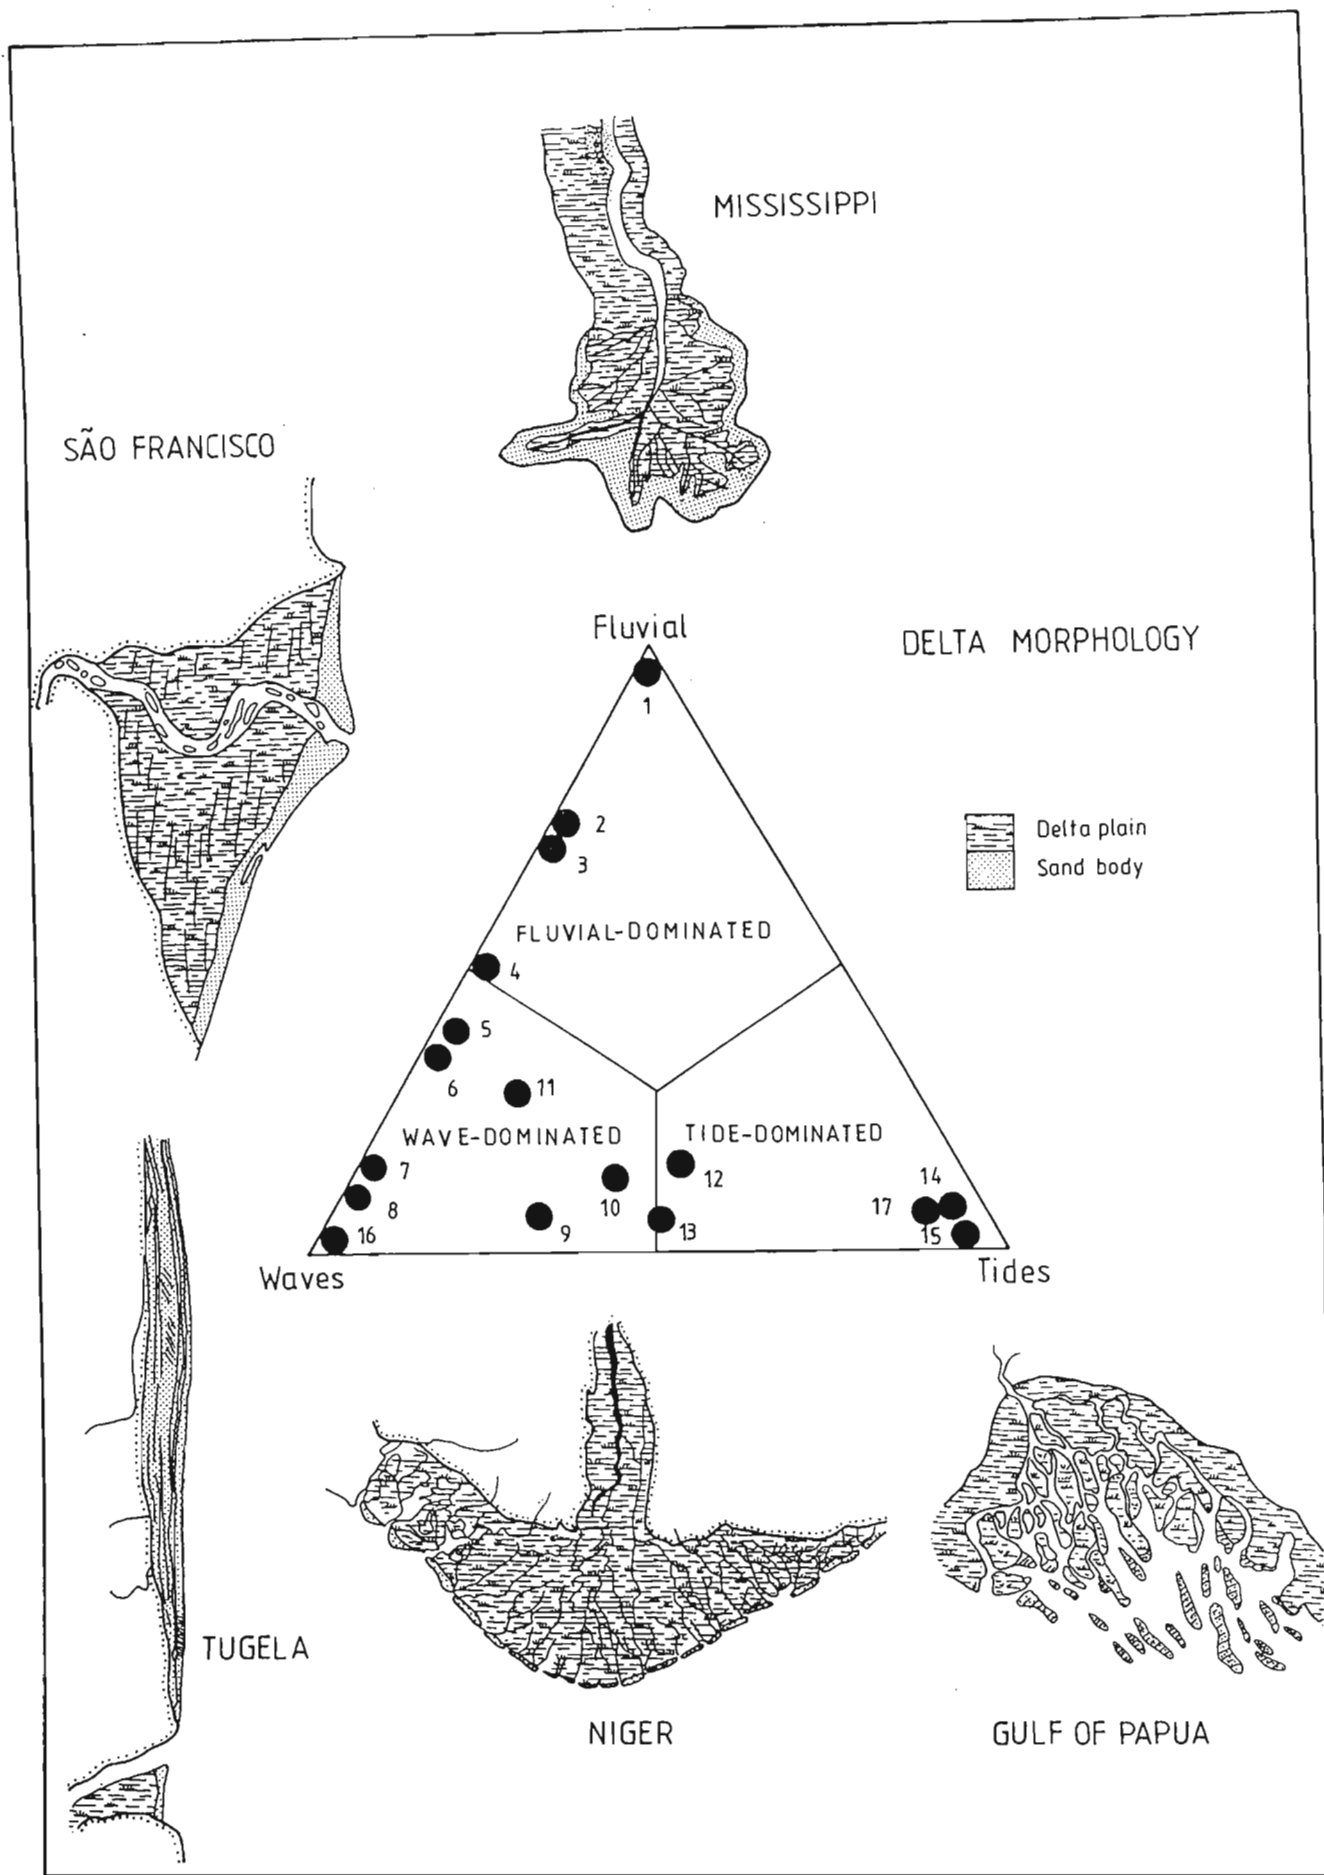 MISSISSIPPI
SÃO FRANCISCO
Fluvial
DELTA MORPHOLOGY
1
2
3
Delta plain
Sand body
FLUVIAL-DOMINATED
4
5
6
11
WAVE-DOMINATED
TIDE-DOMINATED
7
8
16
9
10
12
13
14
17
15
Waves
Tides
TUGELA
NIGER
GULF OF PAPUA